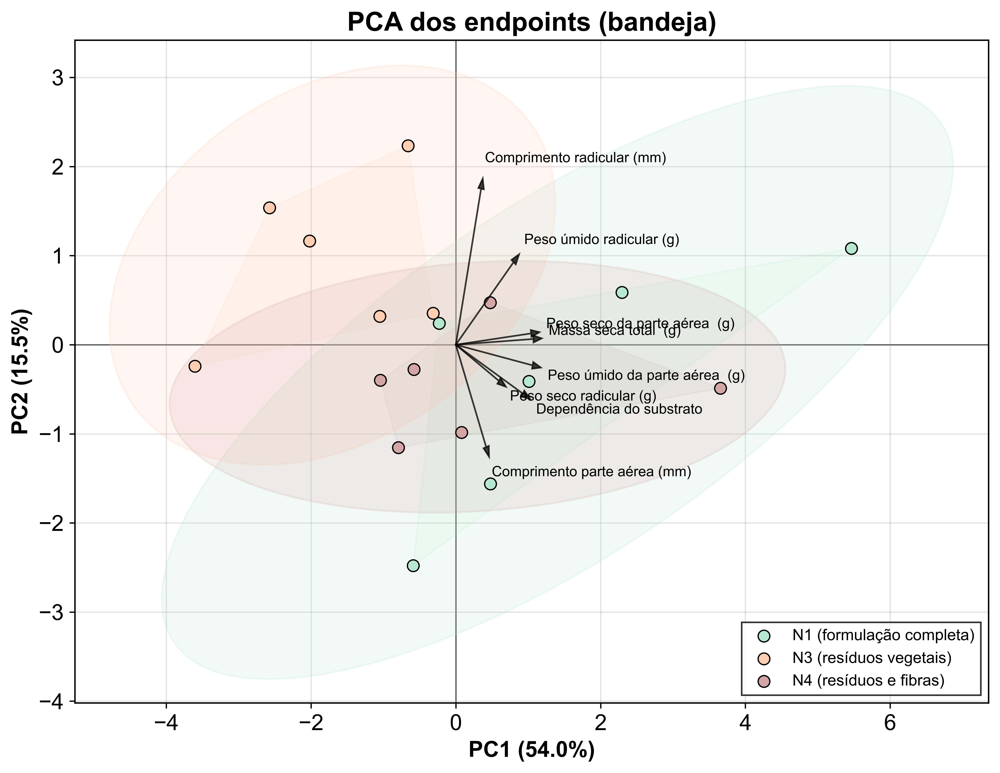 PCA dos endpoints (bandeja)
PC2 (15.5%)
3
2
1
0
−1
−2
−3
−4
Comprimento radicular (mm)
Peso úmido radicular (g)
Peso seco da parte aérea (g)
Massa seca total (g)
Peso úmido da parte aérea (g)
Peso seco radicular (g)
Dependência do substrato
Comprimento parte aérea (mm)
N1 (formulação completa)
N3 (resíduos vegetais)
N4 (resíduos e fibras)
−4 −2 0 2 4 6
PC1 (54.0%)